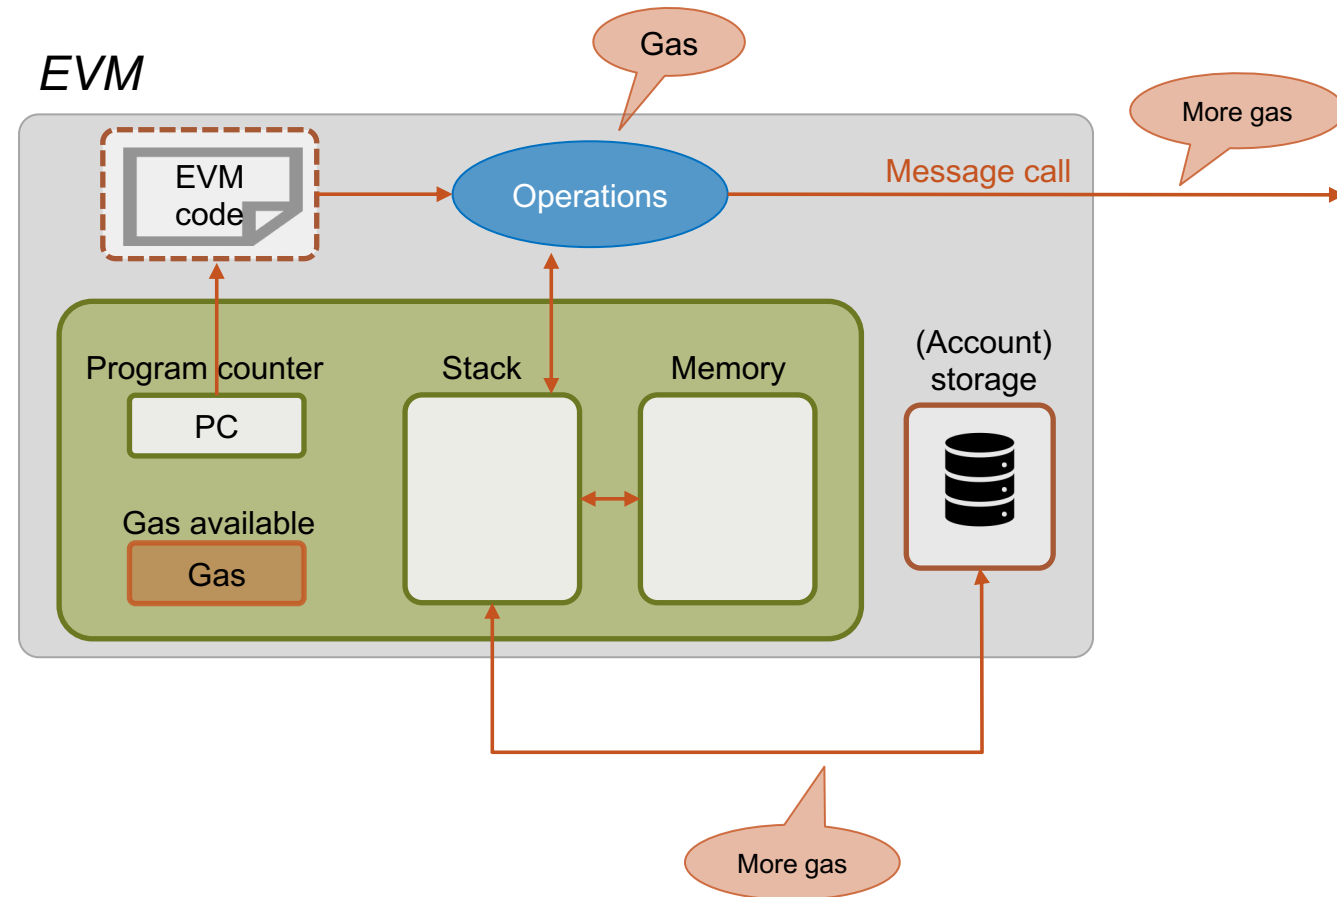 Gas
EVM
More gas
EVM
code
Operations
Message call
(Account)
storage
Program counter
Stack
Memory
PC
Gas available
Gas
More gas